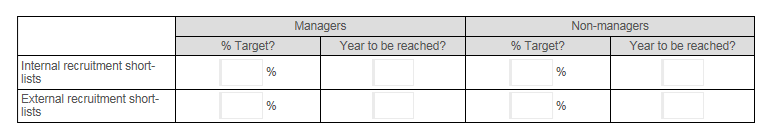 Managers Non-managers
% Target? Year to be reached? % Target? Year to be reached?
Internal recruitment short-
lists
% %
External recruitment short-
lists
% %